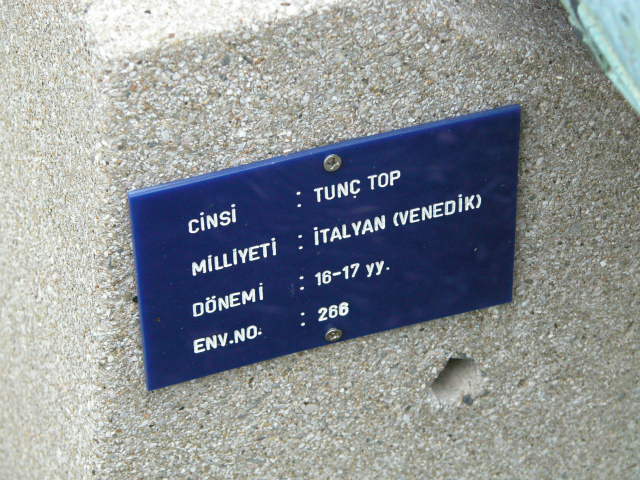 CİNSİ : TUNÇ TOP
MİLLİYETİ : İTALYAN (VENEDİK)
DÖNEMİ : 16-17 yy.
ENV.NO. : 266